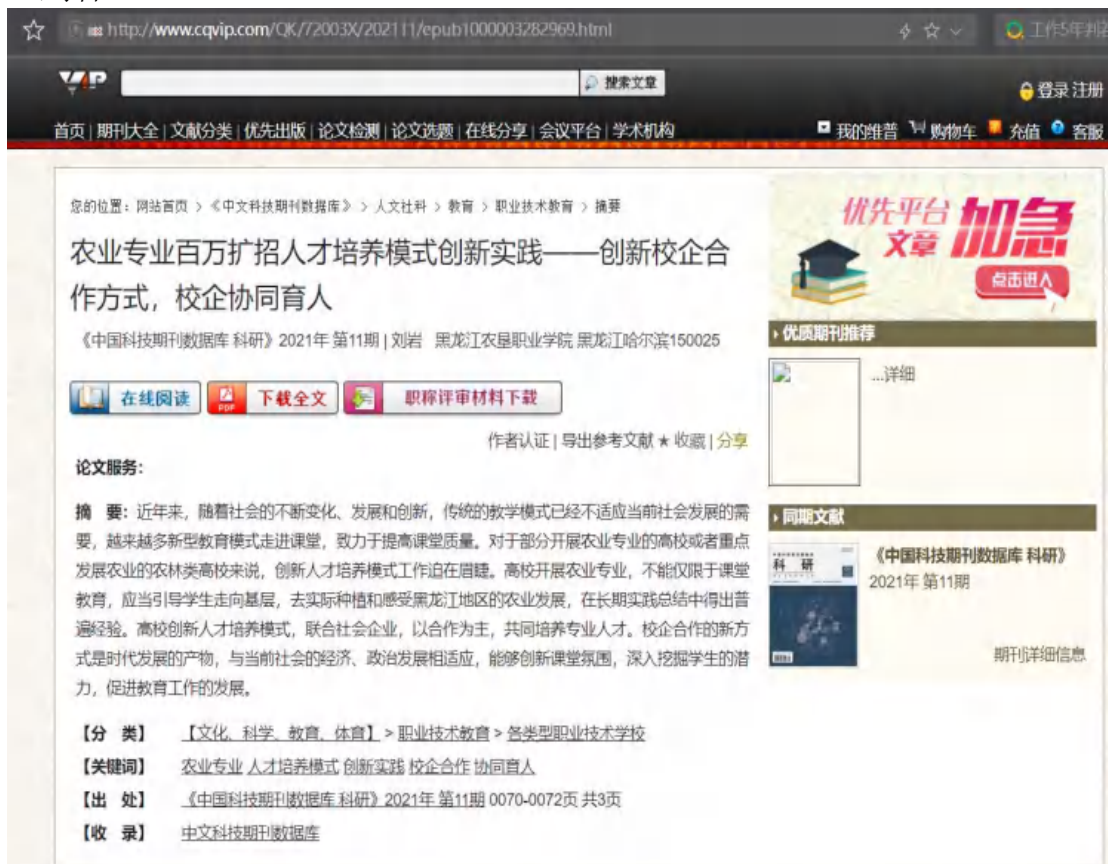 http://www.cqvip.com/QK/72003X/202111/epub1000003282969.html
工作5年判
VIP
搜索文章
登录 注册
首页 | 期刊大全 | 文献分类 | 优先出版 | 论文检测 | 论文选题 | 在线分享 | 会议平台 | 学术机构
我的维普 购物车 充值 客服
您的位置：网站首页 > 《中文科技期刊数据库》 > 人文社科 > 教育 > 职业技术教育 > 摘要
农业专业百万扩招人才培养模式创新实践——创新校企合
作方式，校企协同育人
《中国科技期刊数据库 科研》2021年 第11期 | 刘岩 黑龙江农垦职业学院 黑龙江哈尔滨150025
在线阅读
PDF 下载全文
职称评审材料下载
作者认证 | 导出参考文献 ★ 收藏 | 分享
论文服务：
摘 要：近年来，随着社会的不断变化、发展和创新，传统的教学模式已经不适应当前社会发展的需
要，越来越多新型教育模式走进课堂，致力于提高课堂质量。对于部分开展农业专业的高校或者重点
发展农业的农林类高校来说，创新人才培养模式工作迫在眉睫。高校开展农业专业，不能仅限于课堂
教育，应当引导学生走向基层，去实际种植和感受黑龙江地区的农业发展，在长期实践总结中得出普
遍经验。高校创新人才培养模式，联合社会企业，以合作为主，共同培养专业人才。校企合作的新方
式是时代发展的产物，与当前社会的经济、政治发展相适应，能够创新课堂氛围，深入挖掘学生的潜
力，促进教育工作的发展。
【分 类】 【文化、科学、教育、体育】 > 职业技术教育 > 各类型职业技术学校
【关键词】 农业专业 人才培养模式 创新实践 校企合作 协同育人
【出 处】 《中国科技期刊数据库 科研》2021年 第11期 0070-0072页 共3页
【收 录】 中文科技期刊数据库
优先平台
文章
加急
点击进入
优质期刊推荐
...详细
同期文献
科 研
《中国科技期刊数据库 科研》
2021年 第11期
期刊详细信息